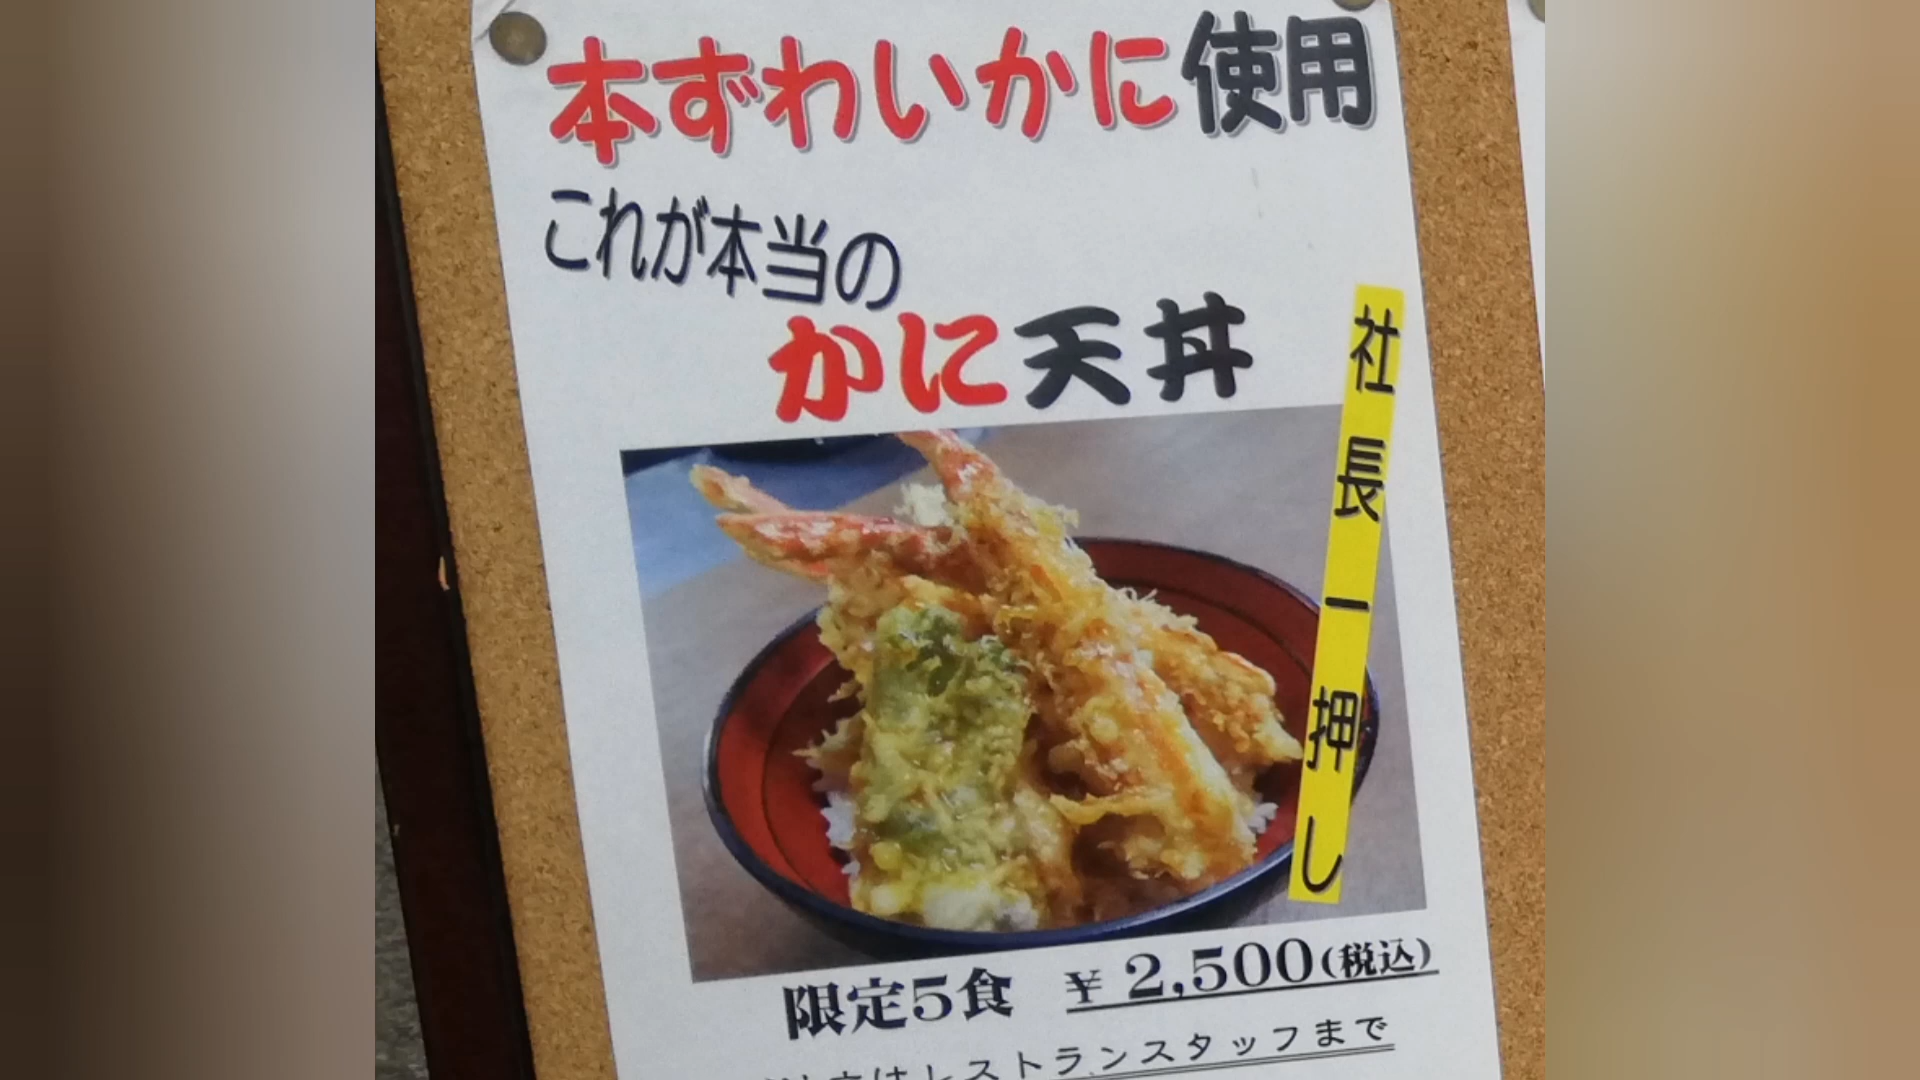 本ずわいかに使用
これが本当の
かに天丼
社長一押し
限定5食 ¥2,500(税込)
はレストランスタッフまで